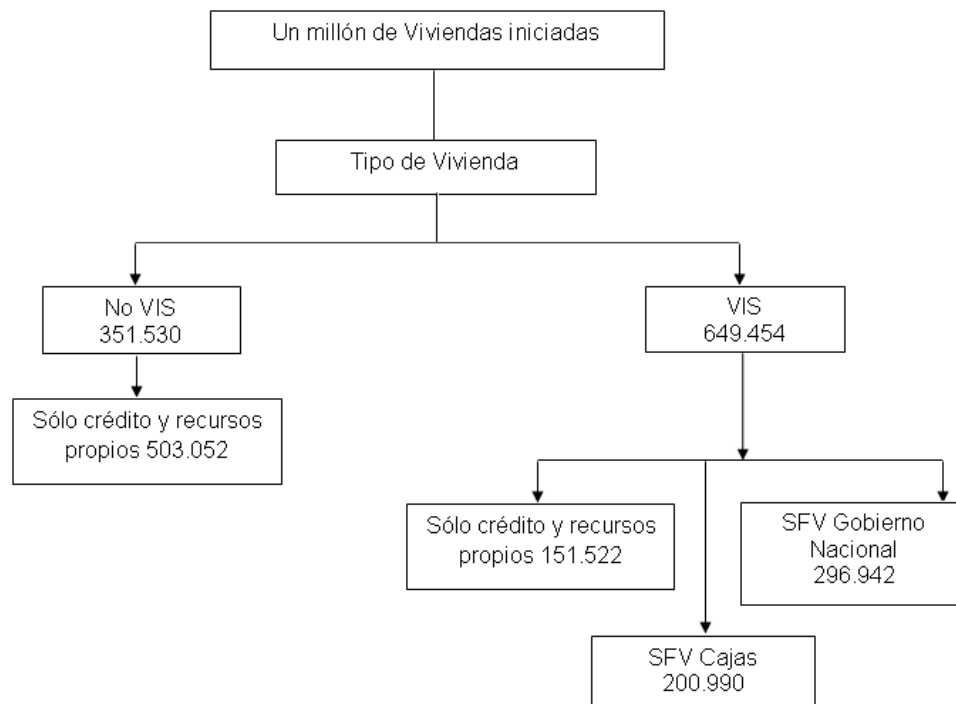 Un millón de Viviendas iniciadas
Tipo de Vivienda
No VIS
351.530
VIS
649.454
Sólo crédito y recursos
propios 503.052
Sólo crédito y recursos
propios 151.522
SFV Gobierno
Nacional
296.942
SFV Cajas
200.990